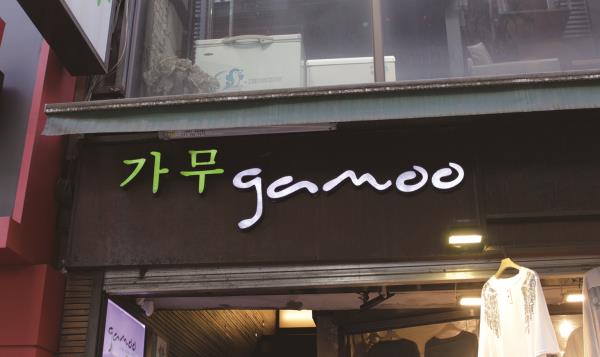 가무 gamoo
gamoo